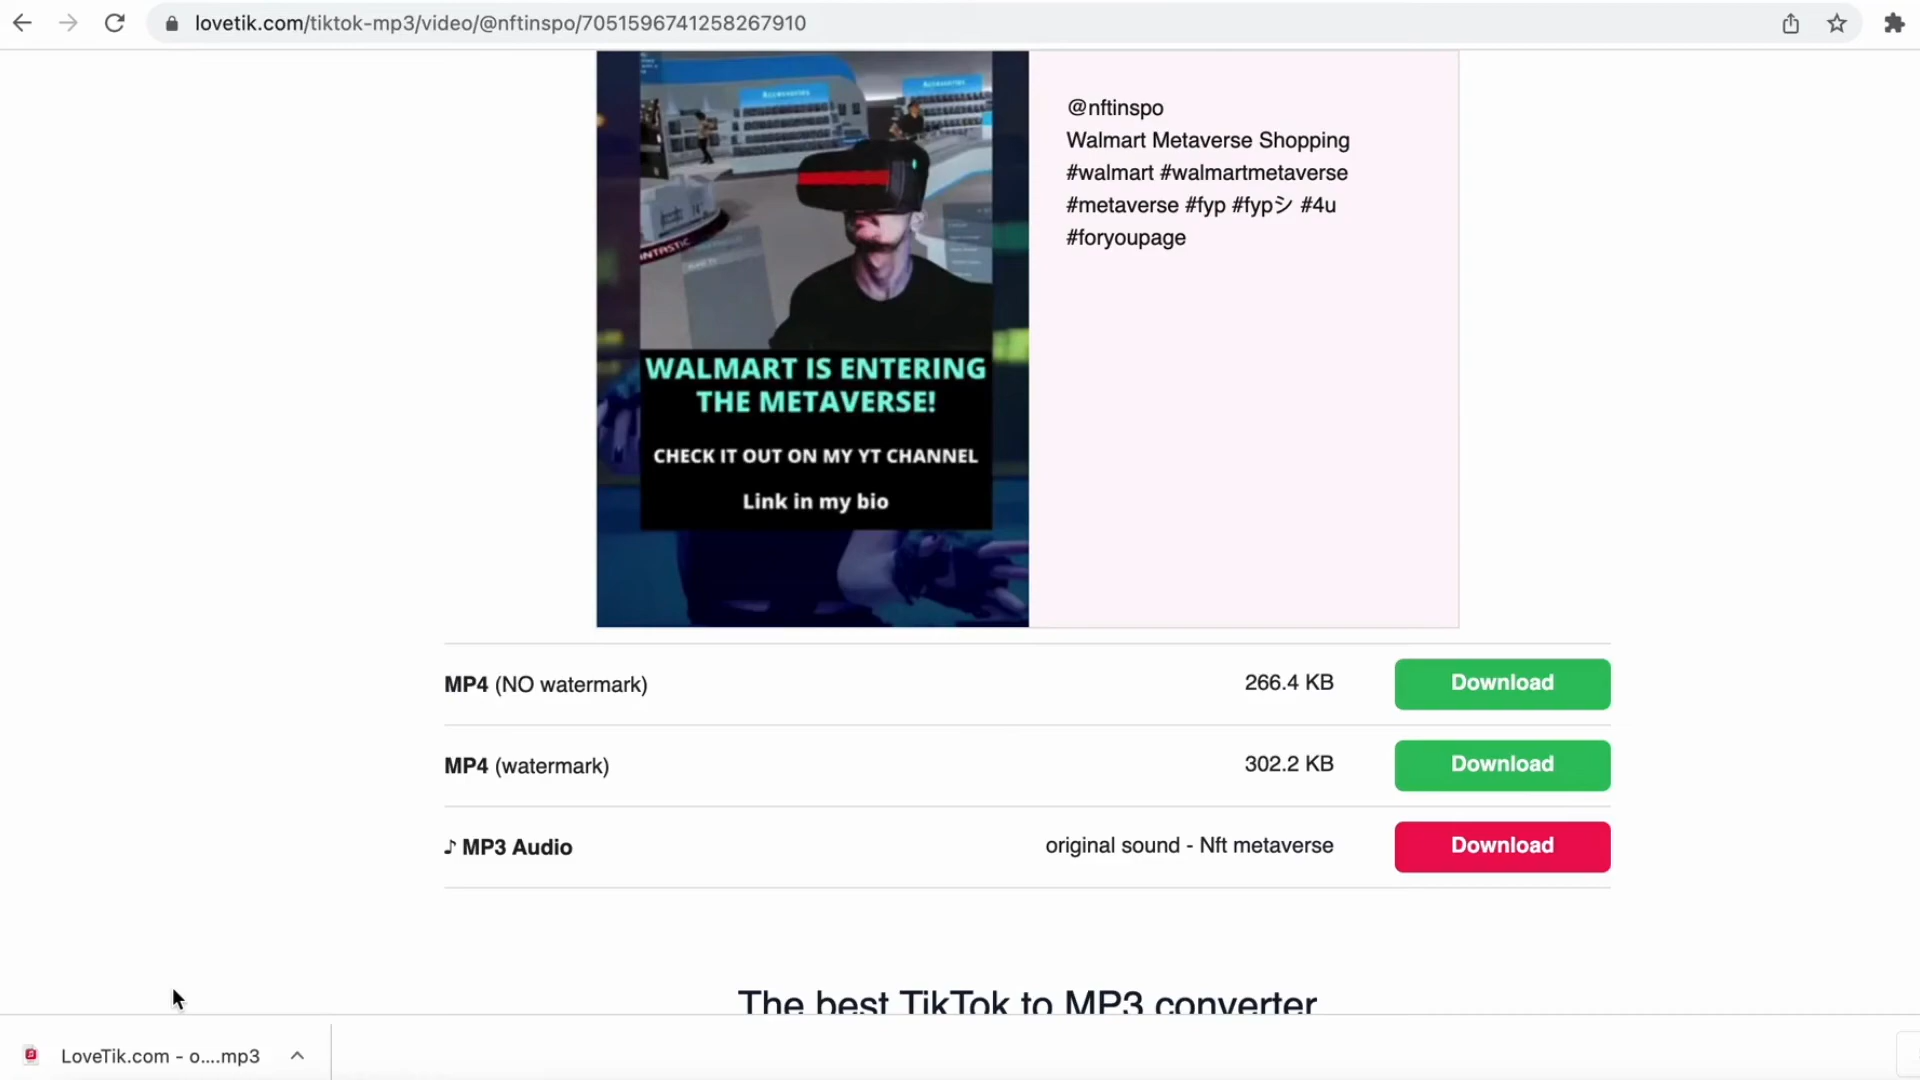 lovetik.com/tiktok-mp3/video/@nftinspo/7051596741258267910
Accessories
Accessories
NTASTIC
WALMART IS ENTERING
THE METAVERSE!
CHECK IT OUT ON MY YT CHANNEL
Link in my bio
@nftinspo
Walmart Metaverse Shopping
#walmart #walmartmetaverse
#metaverse #fyp #fypシ #4u
#foryoupage
MP4 (NO watermark) 266.4 KB Download
MP4 (watermark) 302.2 KB Download
♪ MP3 Audio original sound - Nft metaverse Download
The best TikTok to MP3 converter
LoveTik.com - o....mp3